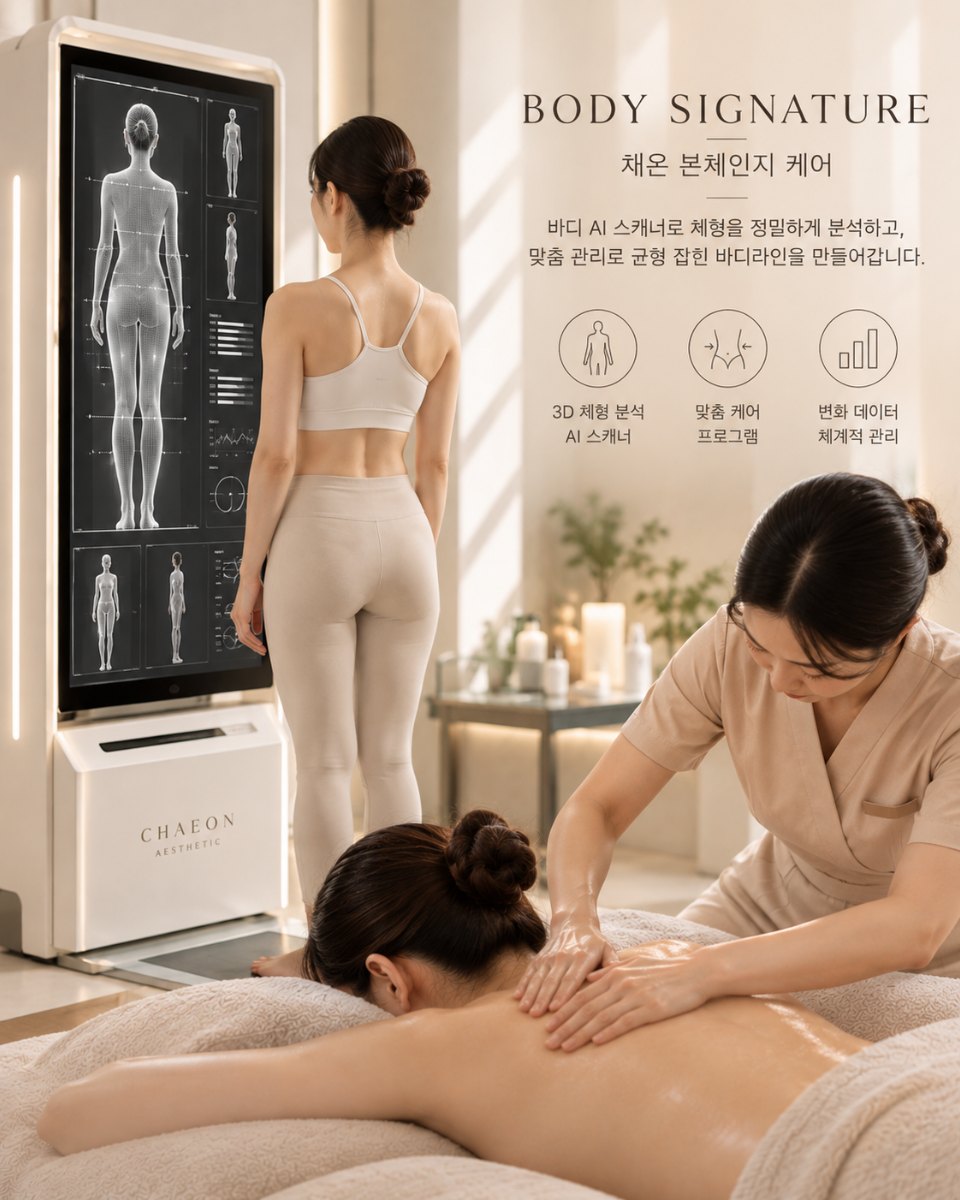 BODY SIGNATURE
채온 본체인지 케어
바디 AI 스캐너로 체형을 정밀하게 분석하고,
맞춤 관리로 균형 잡힌 바디라인을 만들어갑니다.
3D 체형 분석
AI 스캐너
맞춤 케어
프로그램
변화 데이터
체계적 관리
CHAEON
AESTHETIC